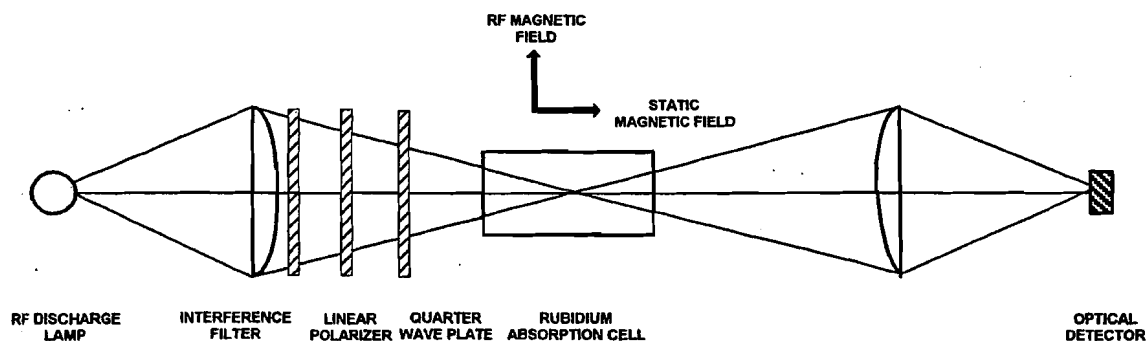 RF MAGNETIC
FIELD
STATIC
MAGNETIC FIELD
RF DISCHARGE
LAMP
INTERFERENCE
FILTER
LINEAR
POLARIZER
QUARTER
WAVE PLATE
RUBIDIUM
ABSORPTION CELL
OPTICAL
DETECTOR